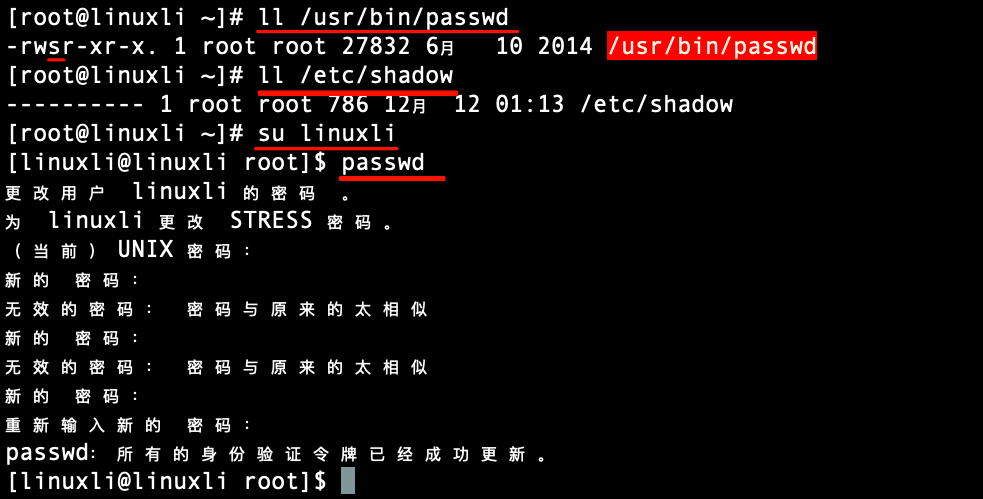 [root@linuxli ~]# ll /usr/bin/passwd
-rwsr-xr-x. 1 root root 27832 6月   10 2014 /usr/bin/passwd
[root@linuxli ~]# ll /etc/shadow
---------- 1 root root 786 12月  12 01:13 /etc/shadow
[root@linuxli ~]# su linuxli
[linuxli@linuxli root]$ passwd
更改用户 linuxli 的密码 。
为 linuxli 更改 STRESS 密码。
（当前）UNIX 密码：
新的 密码：
无效的密码： 密码与原来的太相似
新的 密码：
无效的密码： 密码与原来的太相似
新的 密码：
重新输入新的 密码：
passwd：所有的身份验证令牌已经成功更新。
[linuxli@linuxli root]$